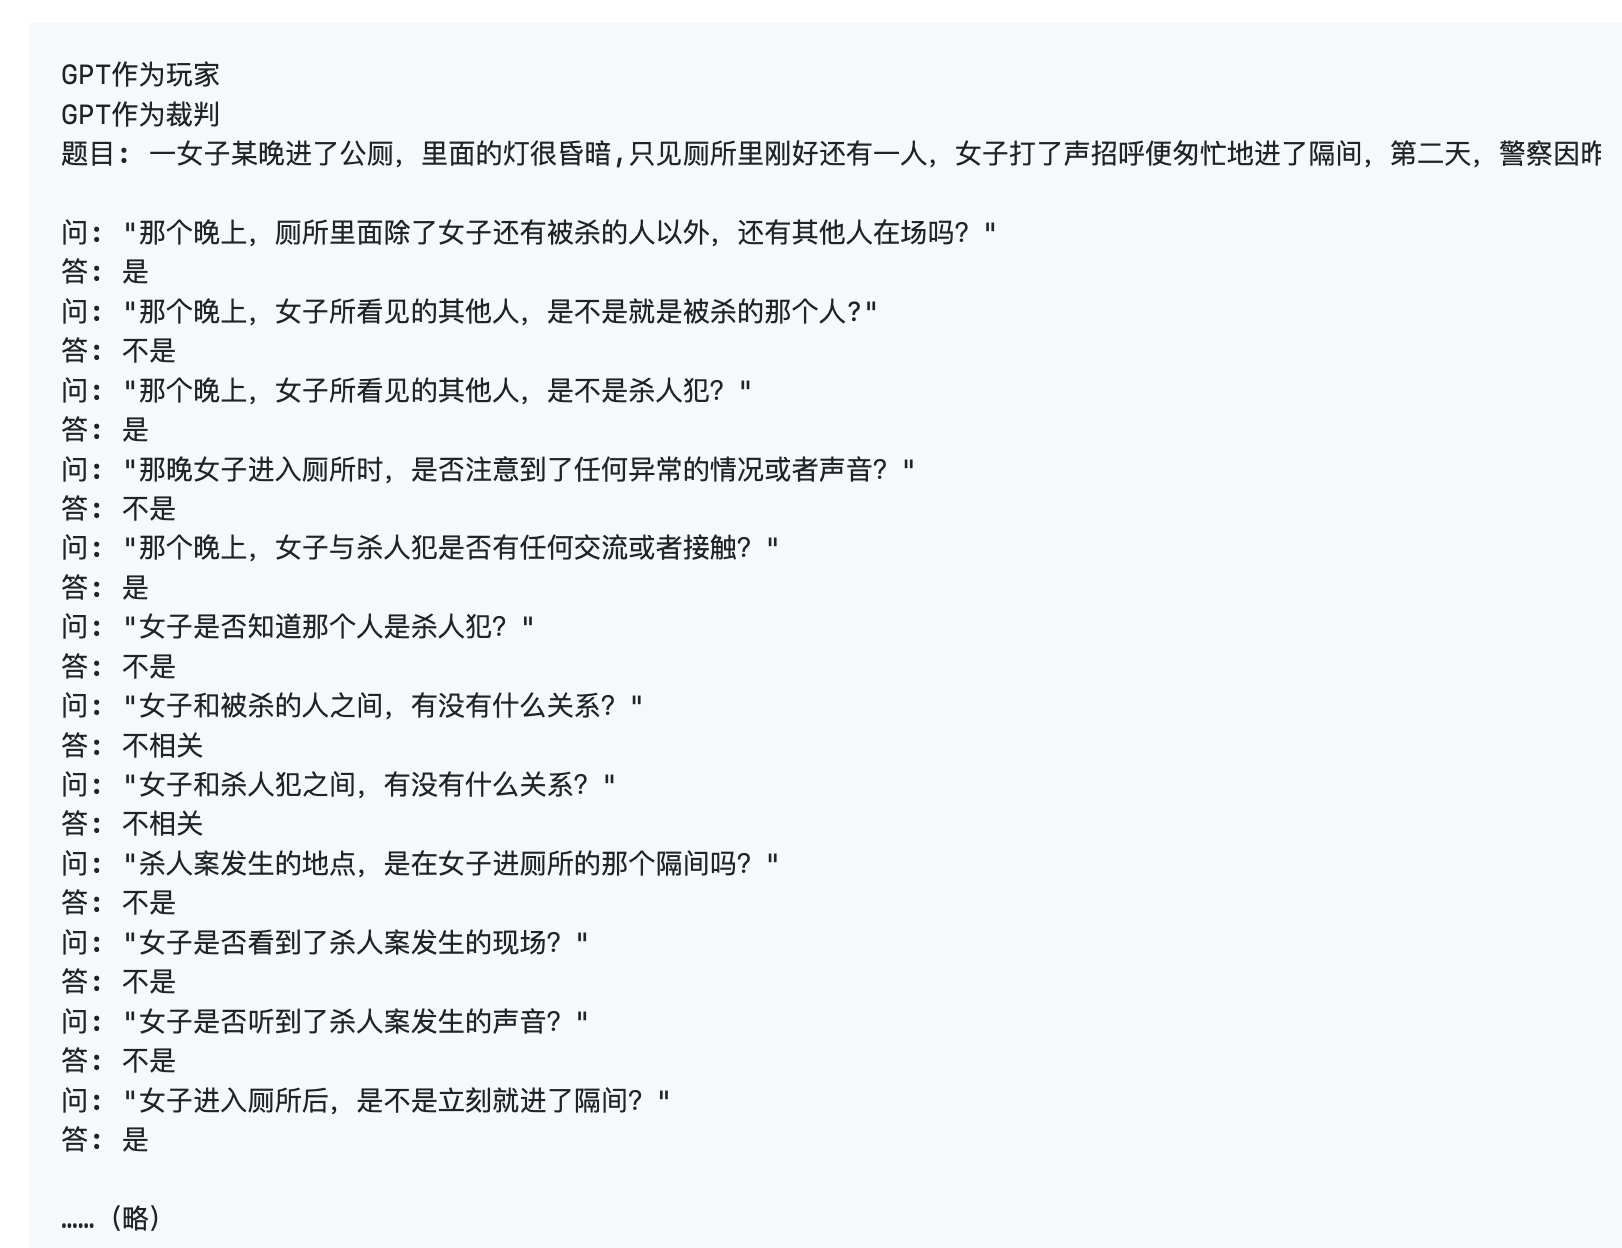 GPT作为玩家
GPT作为裁判
题目: 一女子某晚进了公厕，里面的灯很昏暗,只见厕所里刚好还有一人，女子打了声招呼便匆忙地进了隔间，第二天，警察因昨
问: "那个晚上，厕所里面除了女子还有被杀的人以外，还有其他人在场吗？"
答: 是
问: "那个晚上，女子所看见的其他人，是不是就是被杀的那个人?"
答: 不是
问: "那个晚上，女子所看见的其他人，是不是杀人犯？"
答: 是
问: "那晚女子进入厕所时，是否注意到了任何异常的情况或者声音？"
答: 不是
问: "那个晚上，女子与杀人犯是否有任何交流或者接触？"
答: 是
问: "女子是否知道那个人是杀人犯？"
答: 不是
问: "女子和被杀的人之间，有没有什么关系？"
答: 不相关
问: "女子和杀人犯之间，有没有什么关系？"
答: 不相关
问: "杀人案发生的地点，是在女子进厕所的那个隔间吗？"
答: 不是
问: "女子是否看到了杀人案发生的现场？"
答: 不是
问: "女子是否听到了杀人案发生的声音？"
答: 不是
问: "女子进入厕所后，是不是立刻就进了隔间？"
答: 是
……（略）